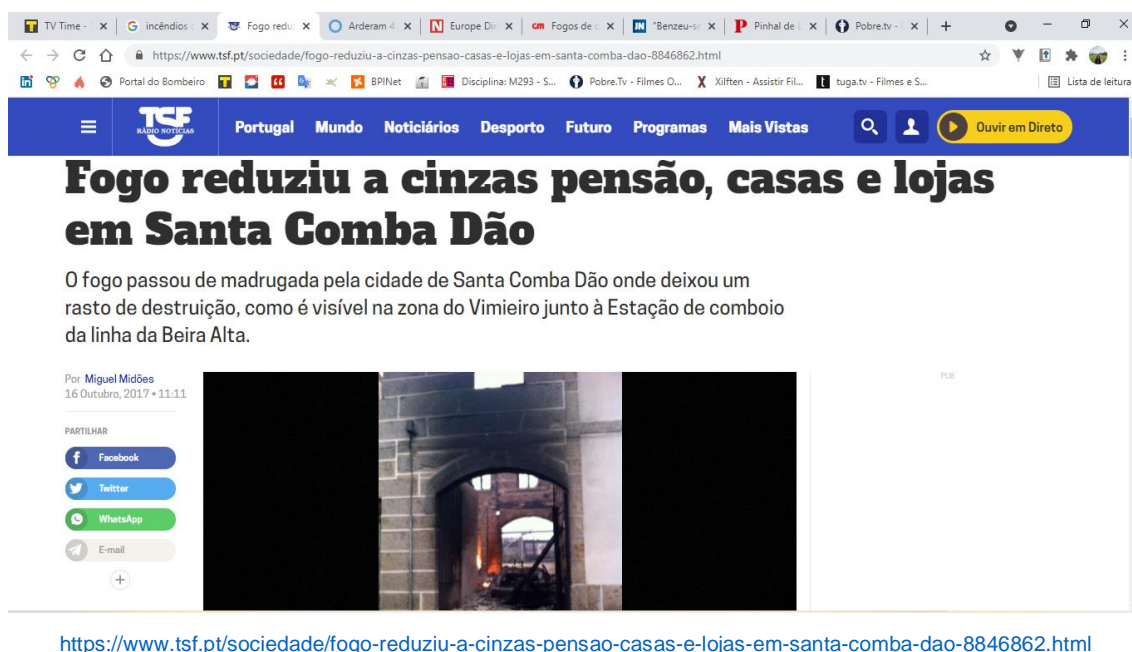 TV Time -
incêndios
Fogo redu
Arderam 4
Europe Dir
cm Fogos de
JN "Benzeu-s
Pinhal de L
Pobre.tv -
https://www.tsf.pt/sociedade/fogo-reduziu-a-cinzas-pensao-casas-e-lojas-em-santa-comba-dao-8846862.html
Portal do Bombeiro
BPINet
Disciplina: M293 - S...
Pobre.Tv - Filmes O...
Xilften - Assistir Fil...
tuga.tv - Filmes e S...
Lista de leitura
TSF
RÁDIO NOTÍCIAS
Portugal Mundo Noticiários Desporto Futuro Programas Mais Vistas
Ouvir em Direto
Fogo reduziu a cinzas pensão, casas e lojas
em Santa Comba Dão
O fogo passou de madrugada pela cidade de Santa Comba Dão onde deixou um
rasto de destruição, como é visível na zona do Vimieiro junto à Estação de comboio
da linha da Beira Alta.
Por Miguel Midões
16 Outubro, 2017 • 11:11
PUB
PARTILHAR
Facebook
Twitter
WhatsApp
E-mail
https://www.tsf.pt/sociedade/fogo-reduziu-a-cinzas-pensao-casas-e-lojas-em-santa-comba-dao-8846862.html